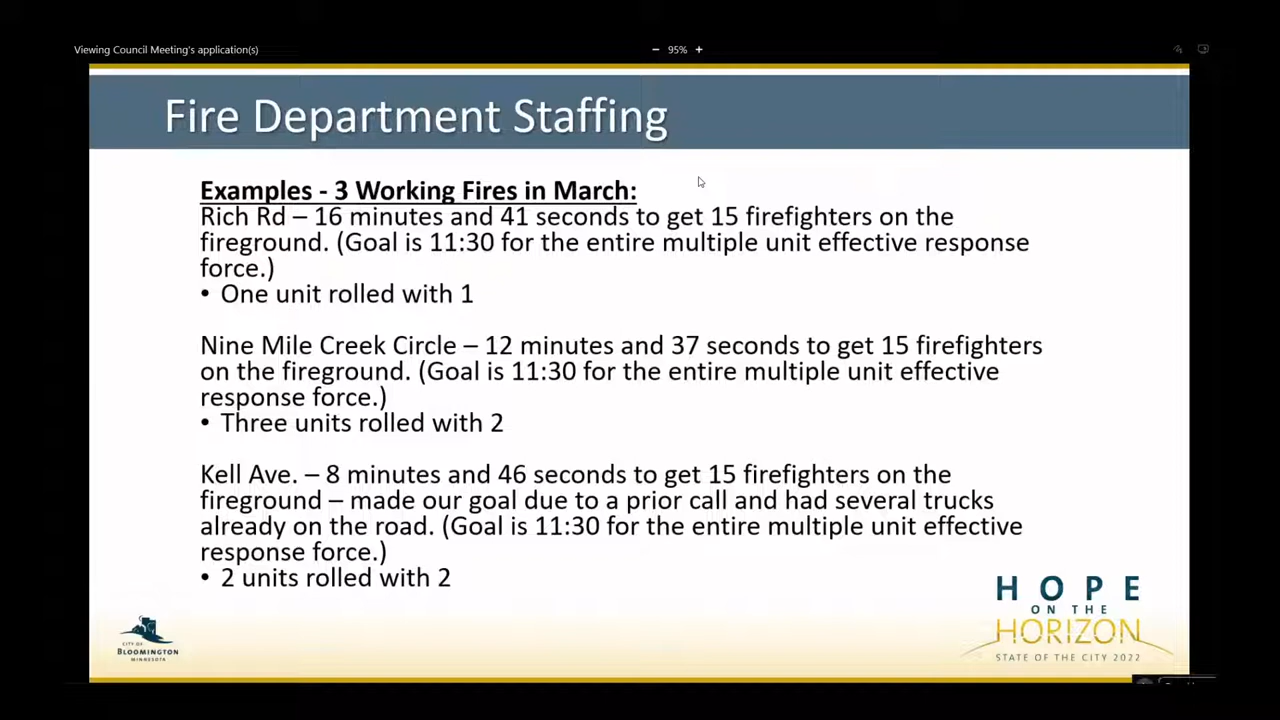 Viewing Council Meeting's application(s)
− 95% +
Fire Department Staffing
Examples - 3 Working Fires in March:
Rich Rd – 16 minutes and 41 seconds to get 15 firefighters on the
fireground. (Goal is 11:30 for the entire multiple unit effective response
force.)
• One unit rolled with 1
Nine Mile Creek Circle – 12 minutes and 37 seconds to get 15 firefighters
on the fireground. (Goal is 11:30 for the entire multiple unit effective
response force.)
• Three units rolled with 2
Kell Ave. – 8 minutes and 46 seconds to get 15 firefighters on the
fireground – made our goal due to a prior call and had several trucks
already on the road. (Goal is 11:30 for the entire multiple unit effective
response force.)
• 2 units rolled with 2
CITY OF
BLOOMINGTON
MINNESOTA
HOPE
ON THE
HORIZON
STATE OF THE CITY 2022